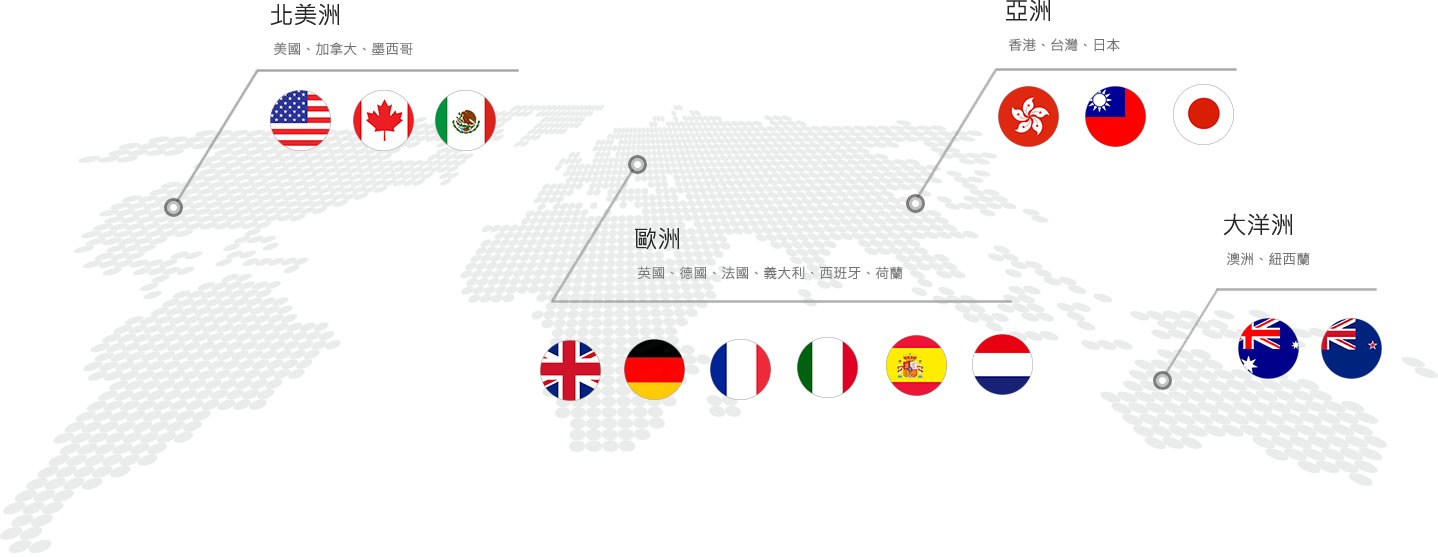 北美洲
美國、加拿大、墨西哥
亞洲
香港、台灣、日本
歐洲
英國、德國、法國、義大利、西班牙、荷蘭
大洋洲
澳洲、紐西蘭